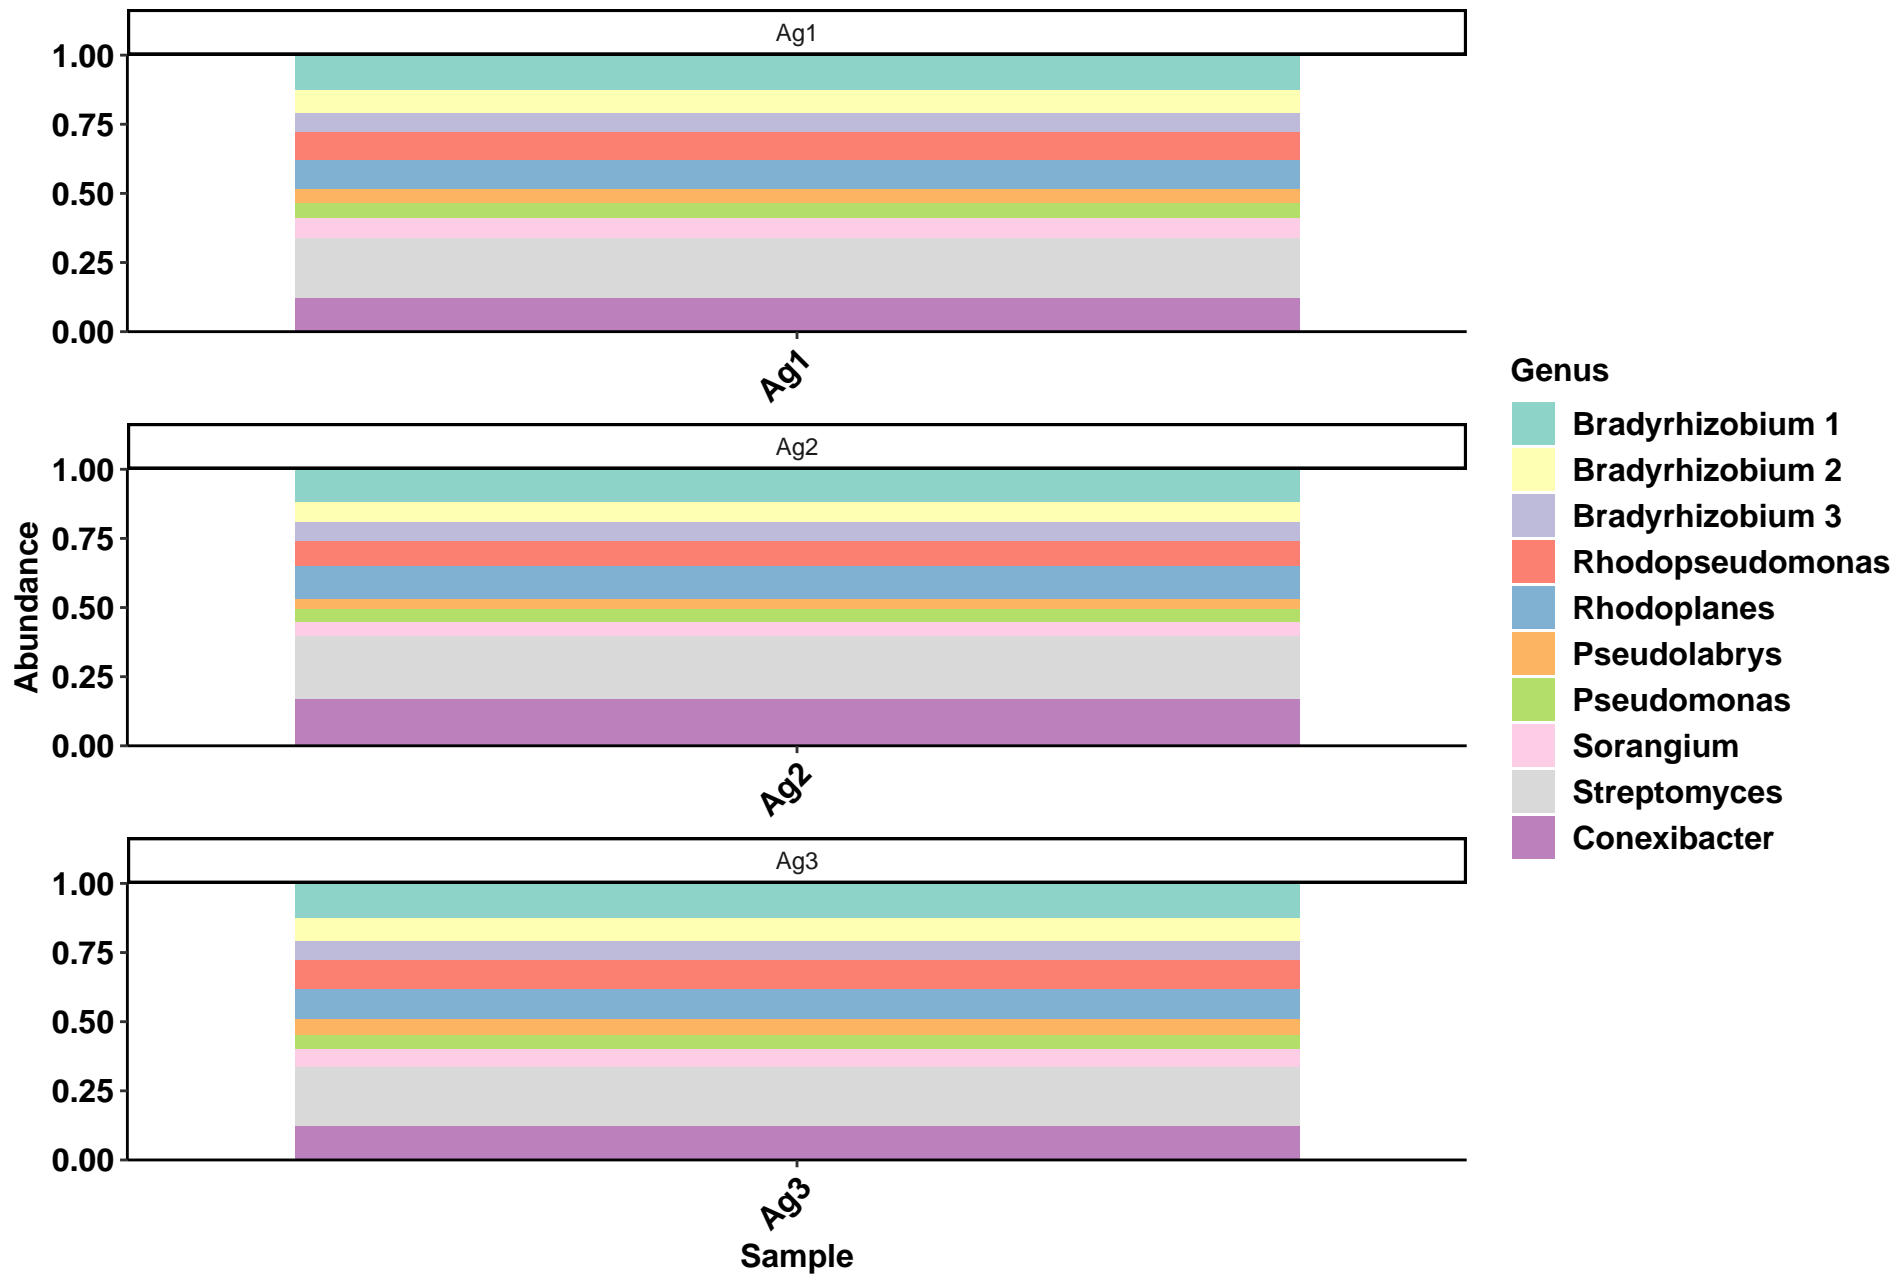 Ag1
1.00
0.75
0.50
0.25
0.00
Ag1
Ag2
1.00
0.75
0.50
0.25
0.00
Ag2
Ag3
1.00
0.75
0.50
0.25
0.00
Ag3
Abundance
Sample
Genus
Bradyrhizobium 1
Bradyrhizobium 2
Bradyrhizobium 3
Rhodopseudomonas
Rhodoplanes
Pseudolabrys
Pseudomonas
Sorangium
Streptomyces
Conexibacter